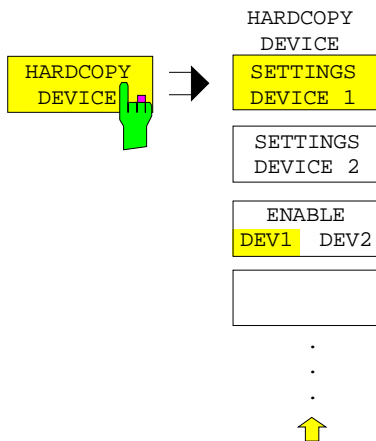 HARDCOPY
DEVICE
HARDCOPY
DEVICE
SETTINGS
DEVICE 1
SETTINGS
DEVICE 2
ENABLE
DEV1 DEV2
.
.
.